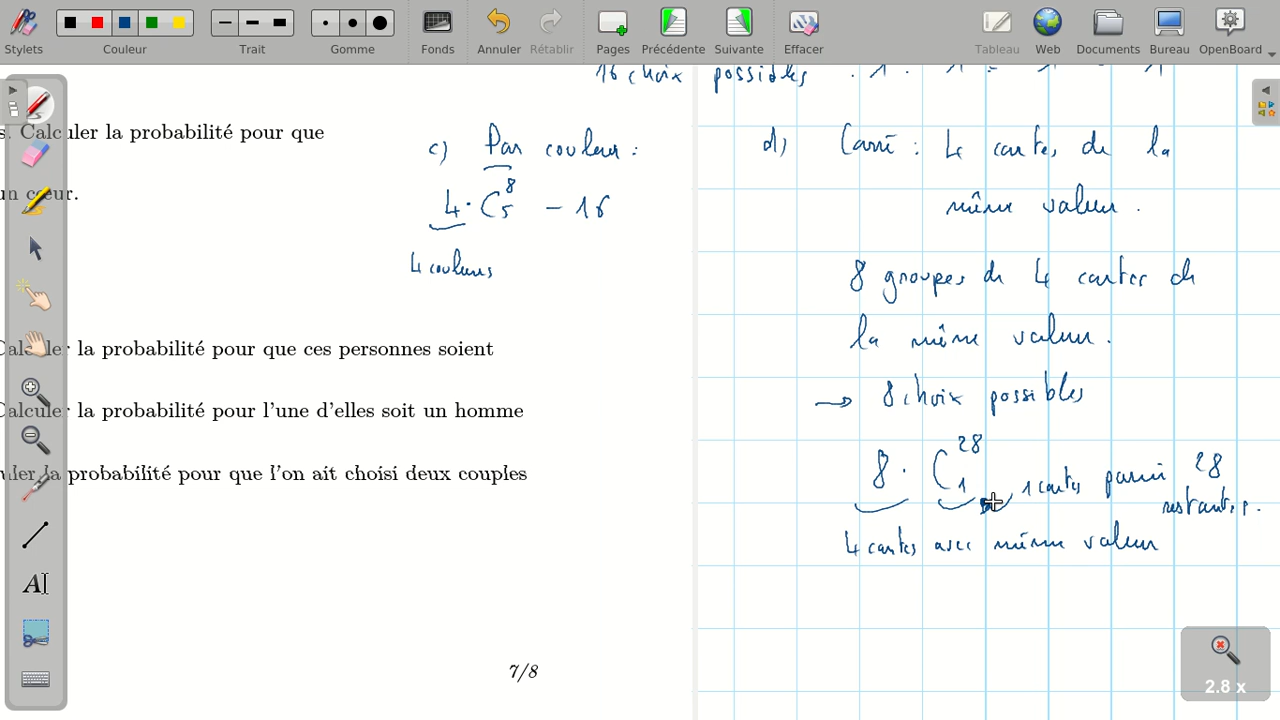 Stylets Couleur Trait Gomme Fonds Annuler Rétablir Pages Précédente Suivante Effacer Tableau Web Documents Bureau OpenBoard
16 choix possibles
s. Calculer la probabilité pour que
un cœur.
c) Par couleur :
4 · C 8 5 - 16
4 couleurs
Calculer la probabilité pour que ces personnes soient
Calculer la probabilité pour l'une d'elles soit un homme
uler la probabilité pour que l'on ait choisi deux couples
7/8
d) Carré : 4 cartes de la
même valeur .
8 groupes de 4 cartes de
la même valeur .
→ 8 choix possibles
8 · C 28 1 1 cartes parmi 28
restantes .
4 cartes avec même valeur
2.8 x